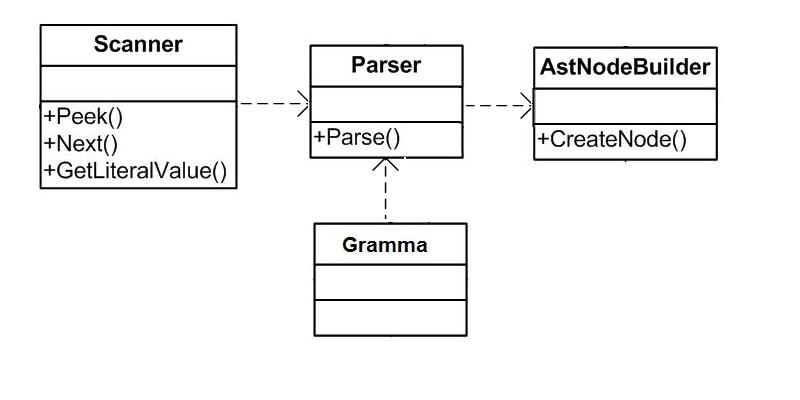 Scanner
+Peek()
+Next()
+GetLiteralValue()
Parser
+Parse()
AstNodeBuilder
+CreateNode()
Gramma